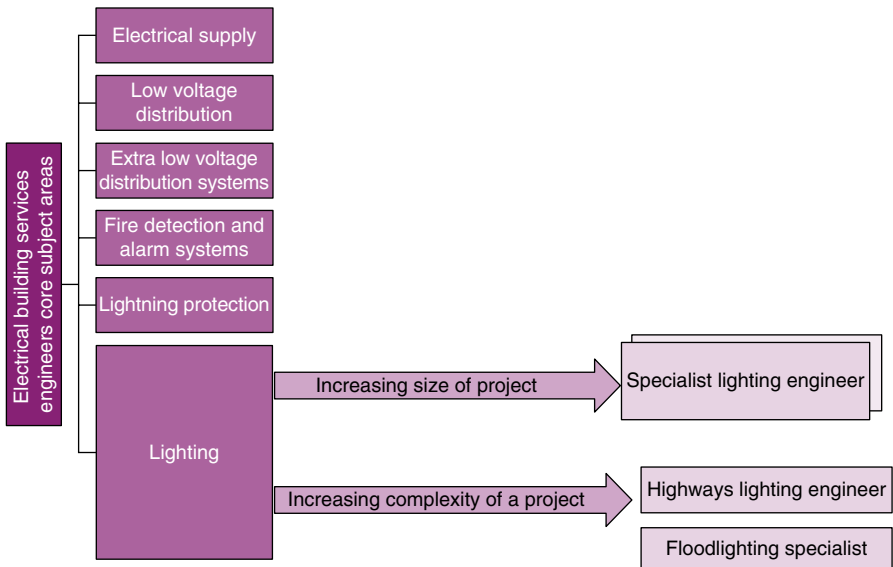 Electrical building services
engineers core subject areas
Electrical supply
Low voltage
distribution
Extra low voltage
distribution systems
Fire detection and
alarm systems
Lightning protection
Lighting
Increasing size of project
Specialist lighting engineer
Increasing complexity of a project
Highways lighting engineer
Floodlighting specialist